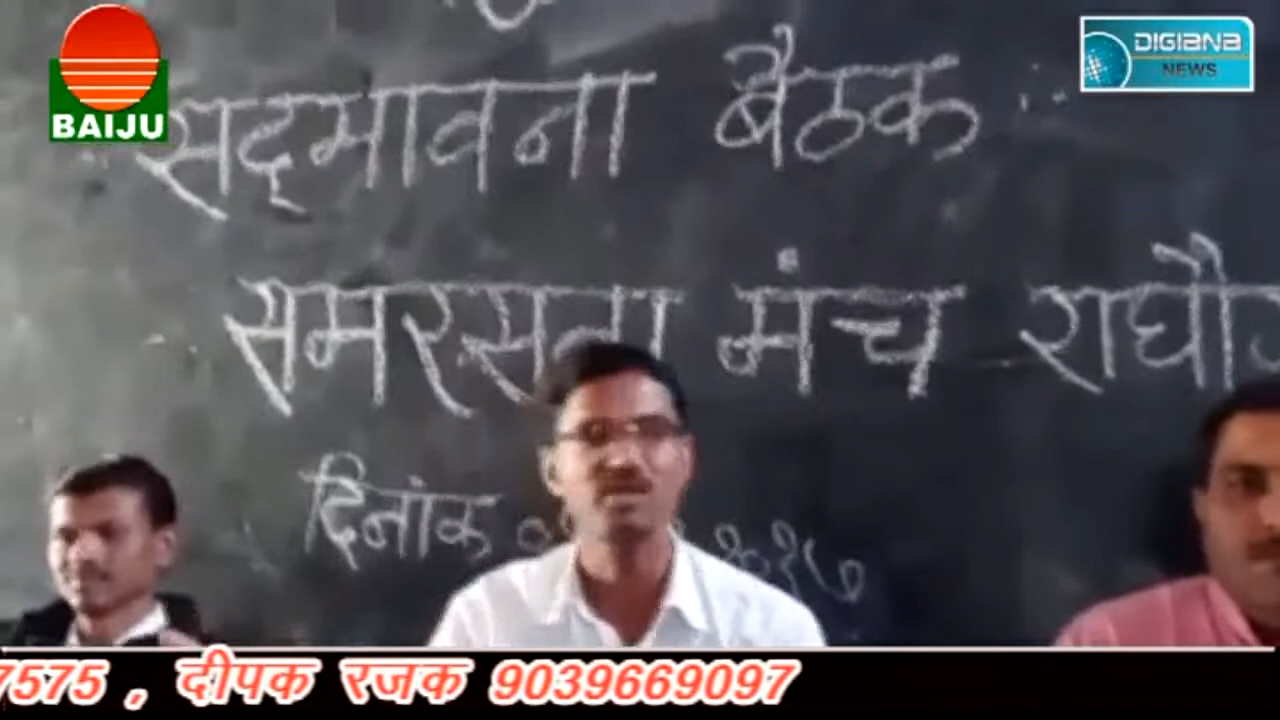 BAIJU
DIGIANA
NEWS
सद्भावना बैठक
समरसता मंच
दिनांक
7575 , दीपक रजक 9039669097